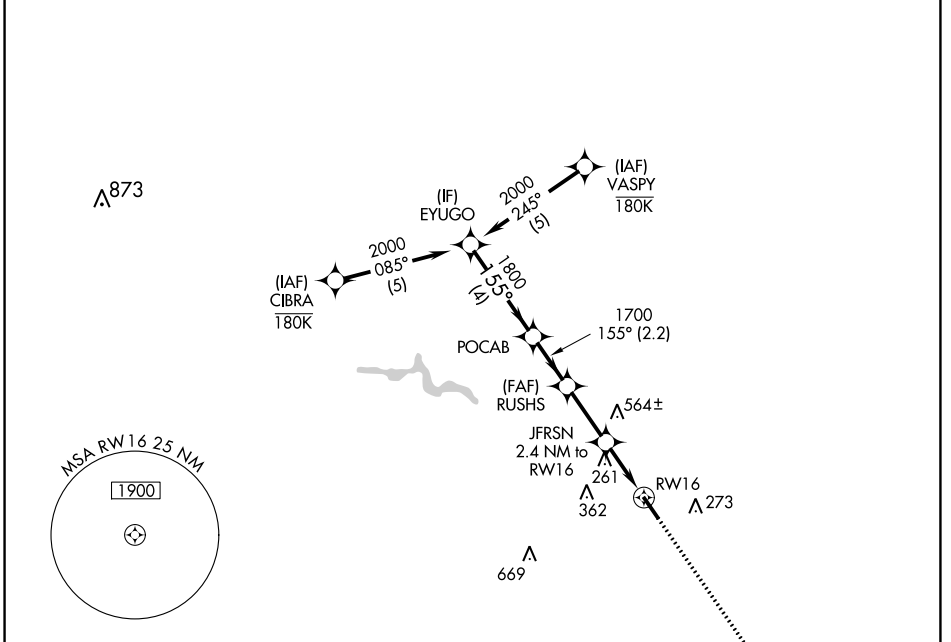 (IAF)
VASPY
180K
2000
245°
(5)
873
(IF)
EYUGO
2000
085°
(5)
(IAF)
CIBRA
180K
1800
155°
(4)
1700
155° (2.2)
POCAB
(FAF)
RUSHS
564±
JFRSN
2.4 NM to
RW16
261
362
RW16
273
669
MSA RW16 25 NM
1900